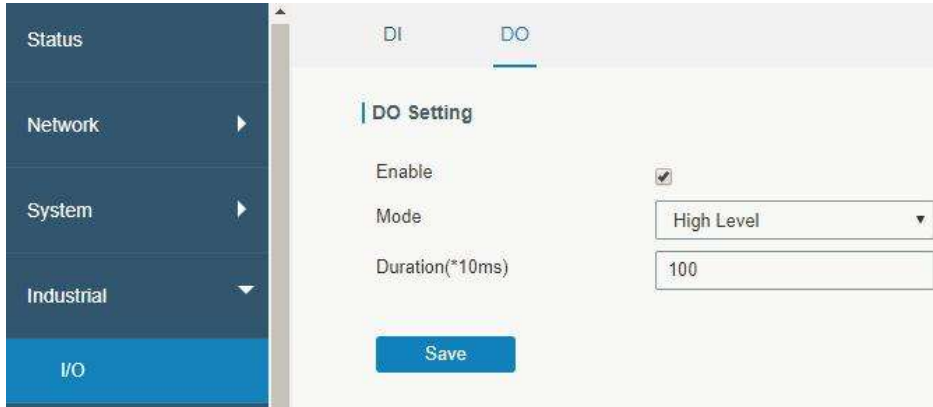 Status
Network
System
Industrial
I/O
DI DO
DO Setting
Enable
Mode High Level
Duration(*10ms) 100
Save